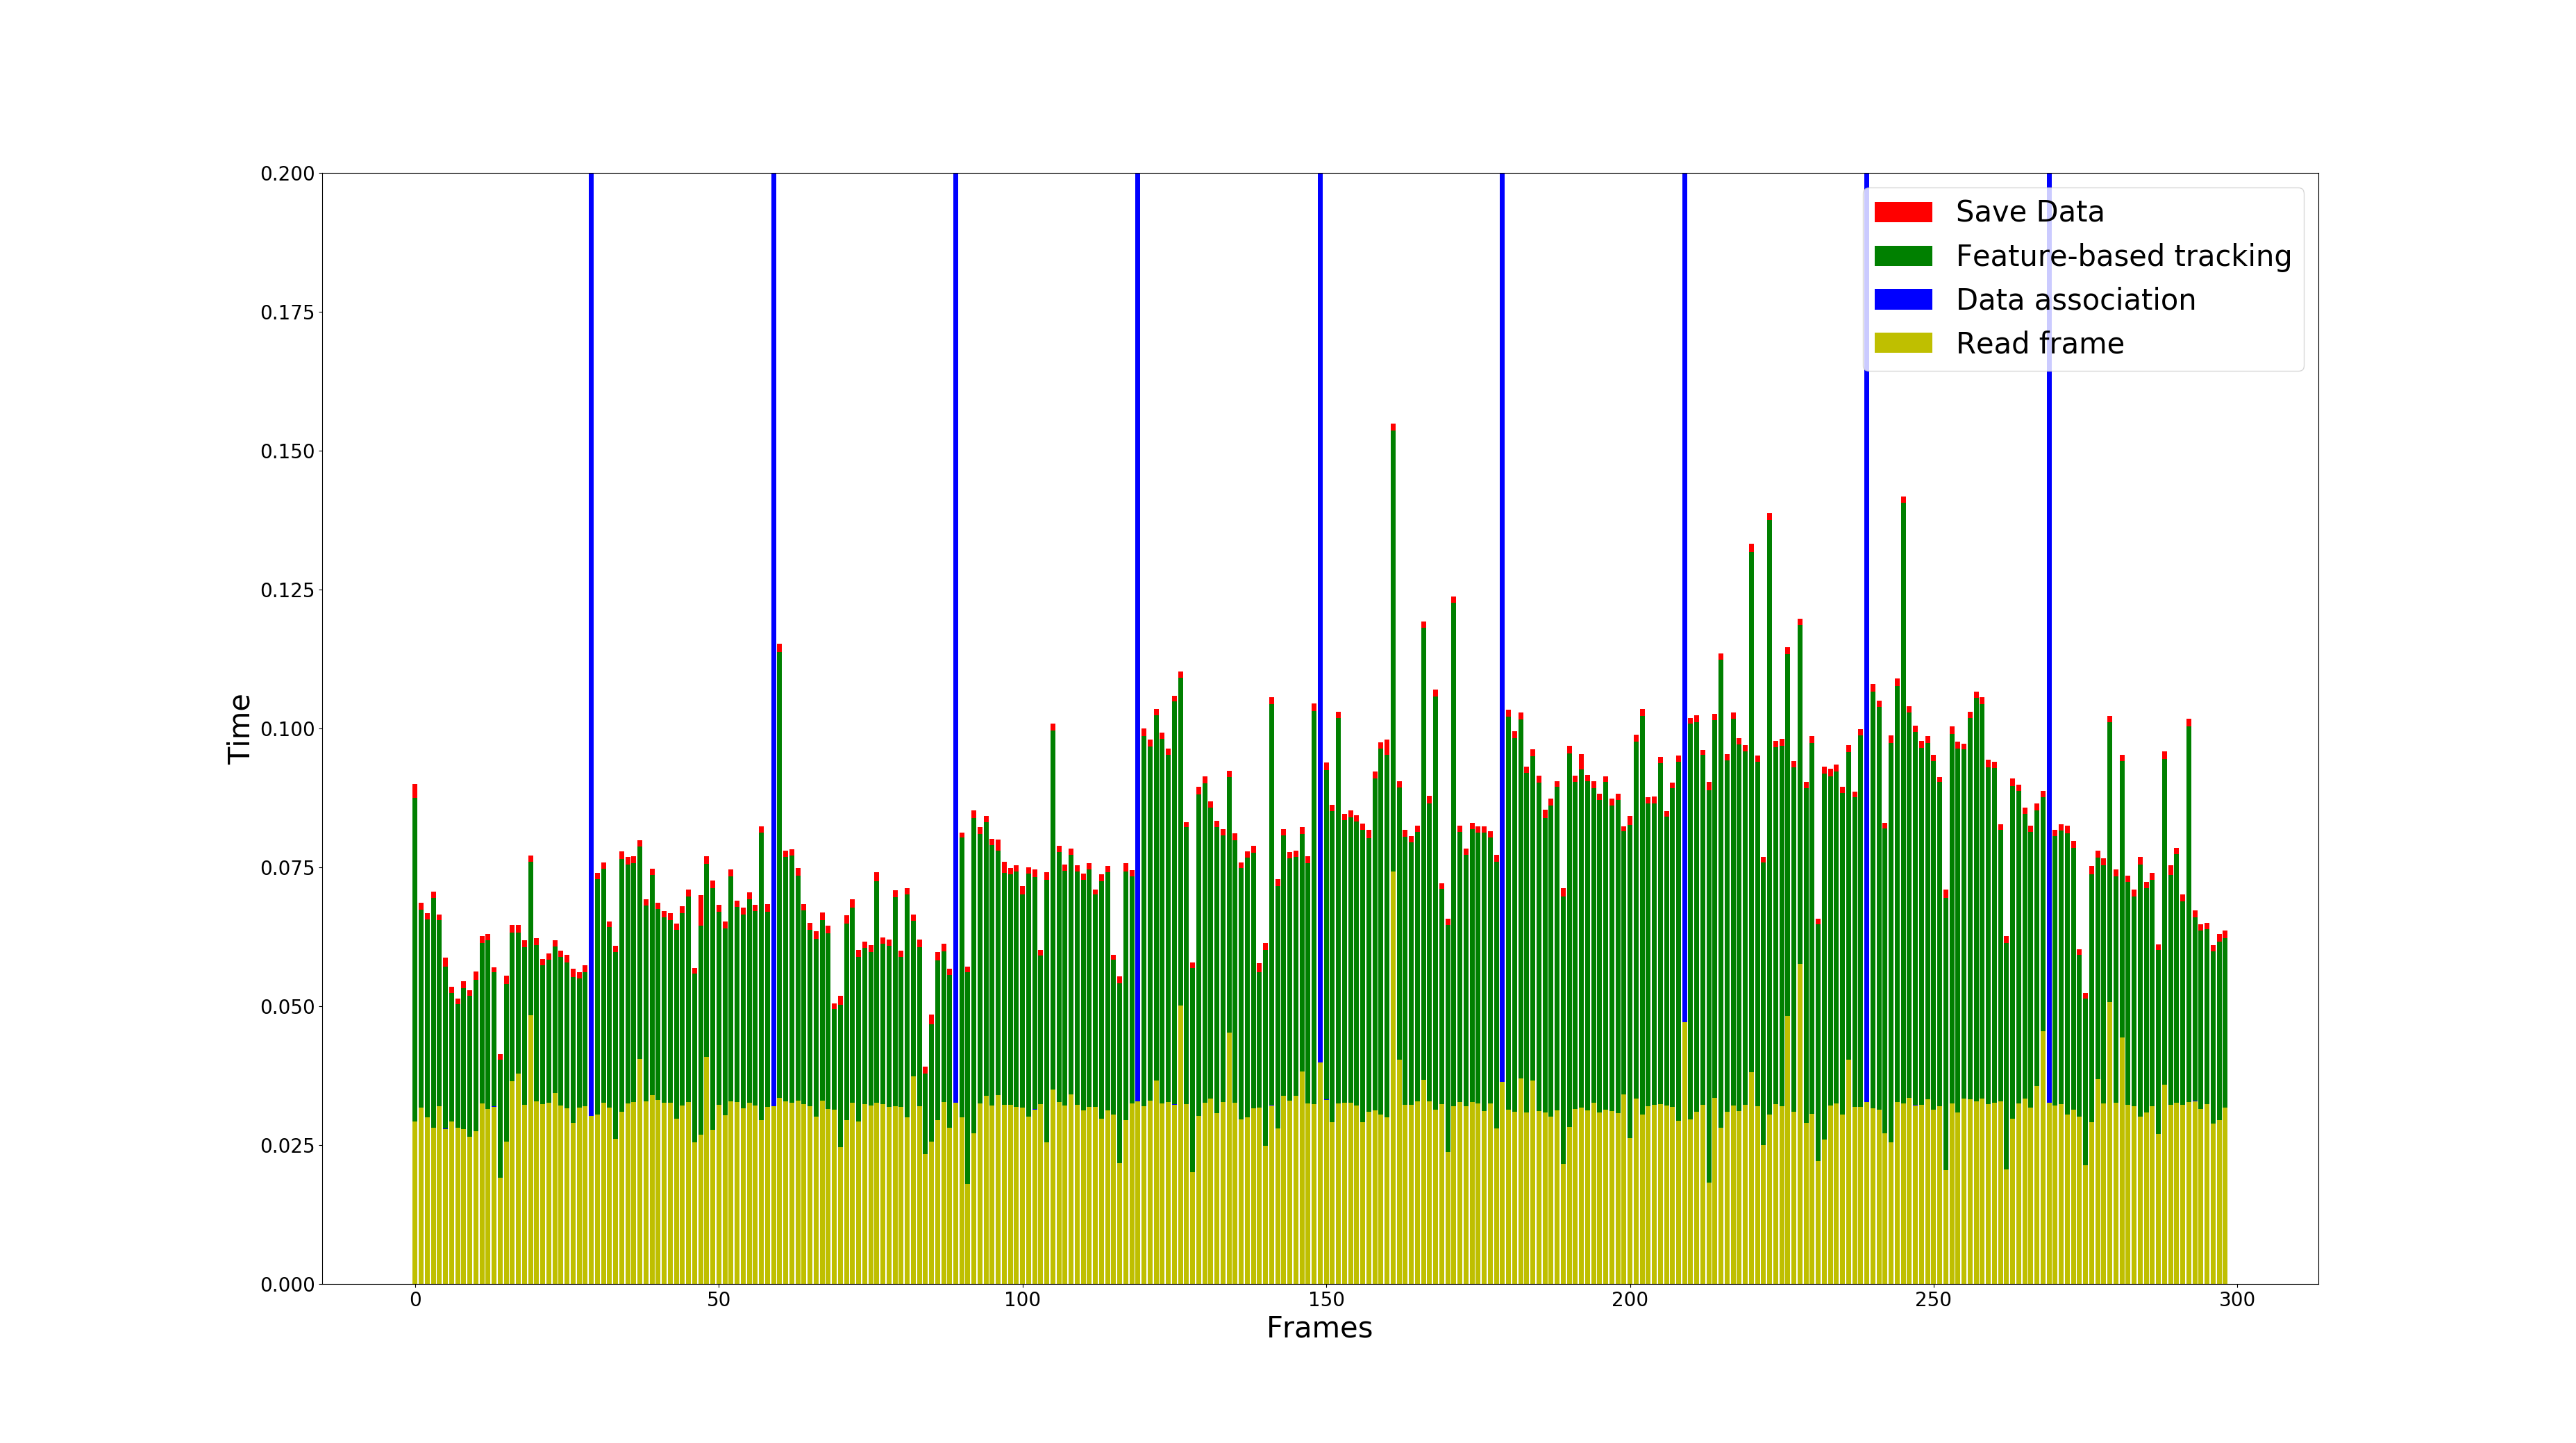 0.200
0.175
0.150
0.125
0.100
0.075
0.050
0.025
0.000
Time
Save Data
Feature-based tracking
Data association
Read frame
0 50 100 150 200 250 300
Frames